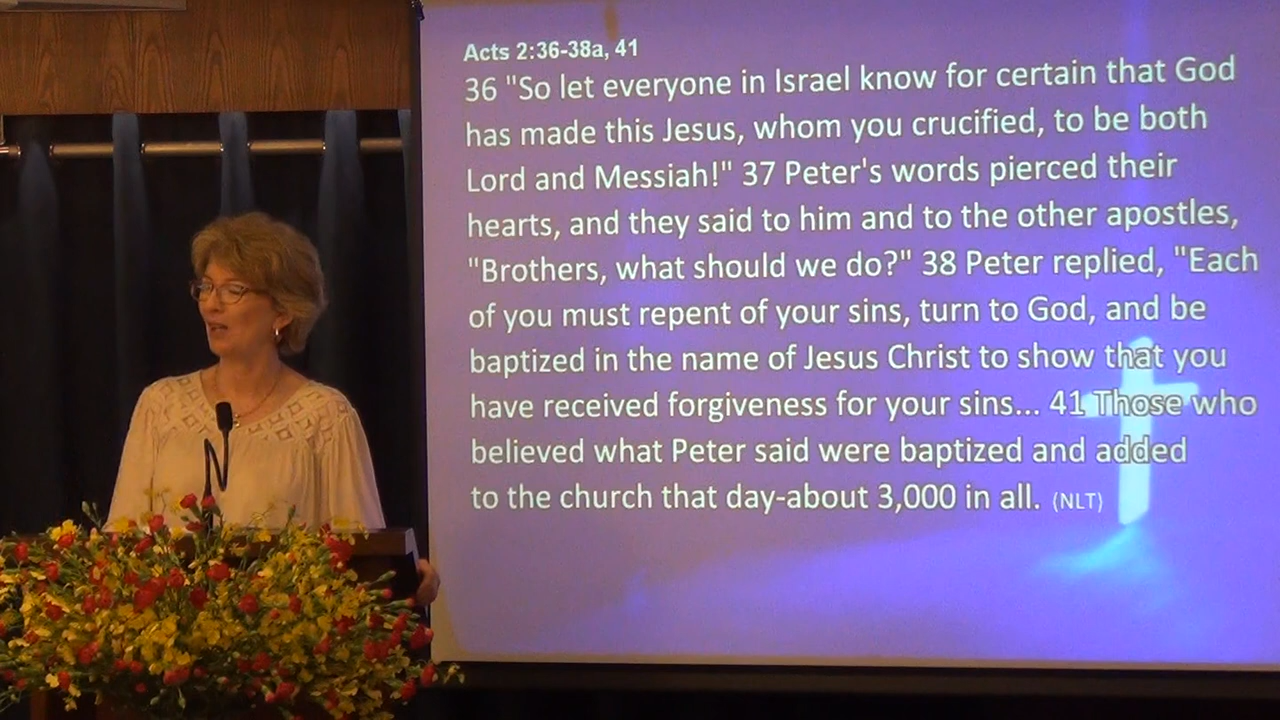 Acts 2:36-38a, 41
36 "So let everyone in Israel know for certain that God
has made this Jesus, whom you crucified, to be both
Lord and Messiah!" 37 Peter's words pierced their
hearts, and they said to him and to the other apostles,
"Brothers, what should we do?" 38 Peter replied, "Each
of you must repent of your sins, turn to God, and be
baptized in the name of Jesus Christ to show that you
have received forgiveness for your sins... 41 Those who
believed what Peter said were baptized and added
to the church that day-about 3,000 in all. (NLT)